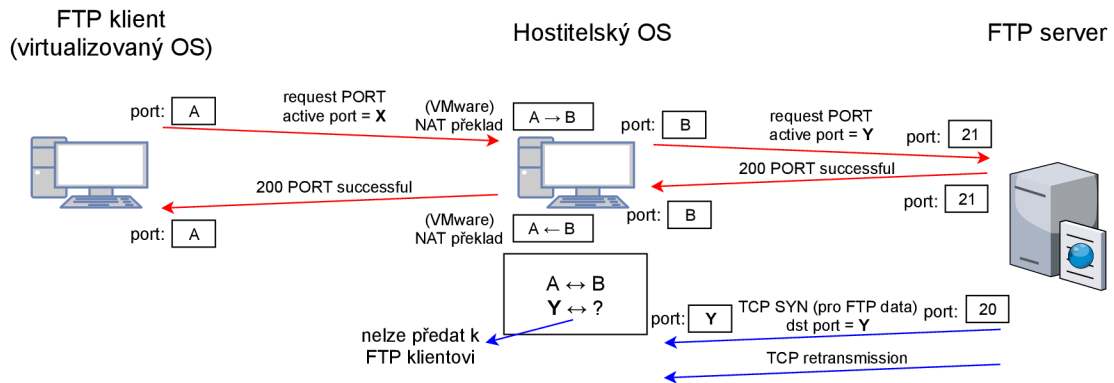 FTP klient
(virtualizovaný OS)
Hostitelský OS
FTP server
port: A
request PORT
active port = X
(VMware)
NAT překlad
A → B
port: B
request PORT
active port = Y
21
200 PORT successful
200 PORT successful
port: A
(VMware)
NAT překlad
A ← B
port: B
port: 21
A ↔ B
Y ↔ ?
nelze předat k
FTP klientovi
port: Y
TCP SYN (pro FTP data)
dst port = Y
port: 20
TCP retransmission